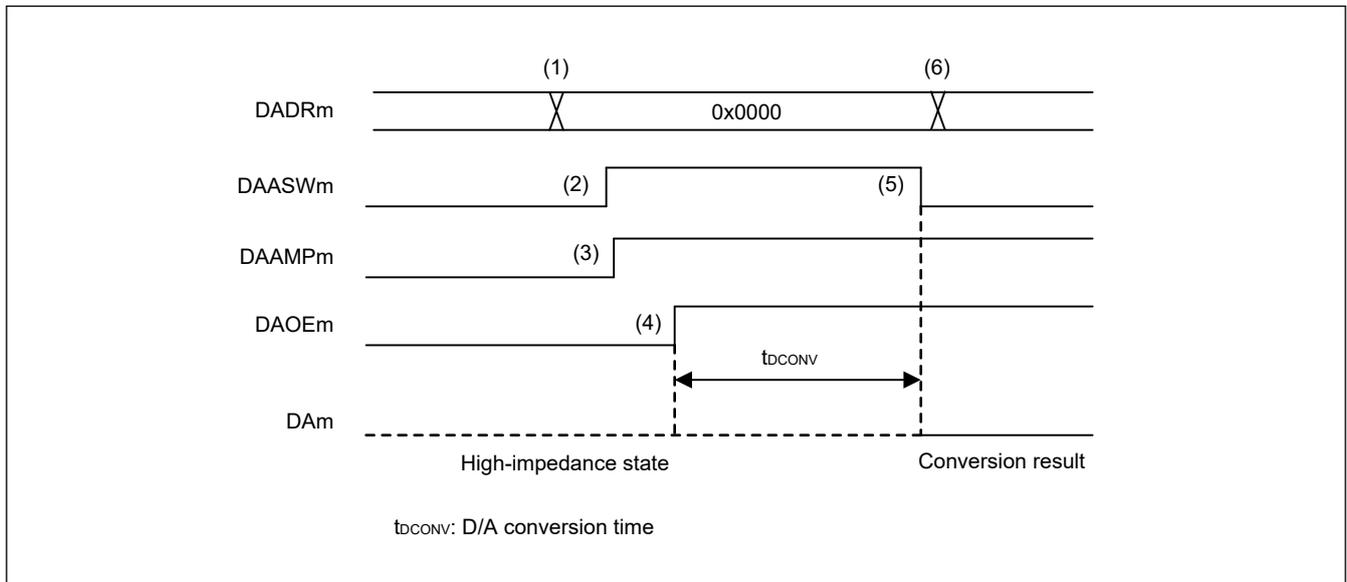 (1) (6)
DADRm 0x0000
DAASWm (2) (5)
DAAMPm (3)
DAOEm (4)
tDCONV
DAm
High-impedance state Conversion result
tDCONV: D/A conversion time